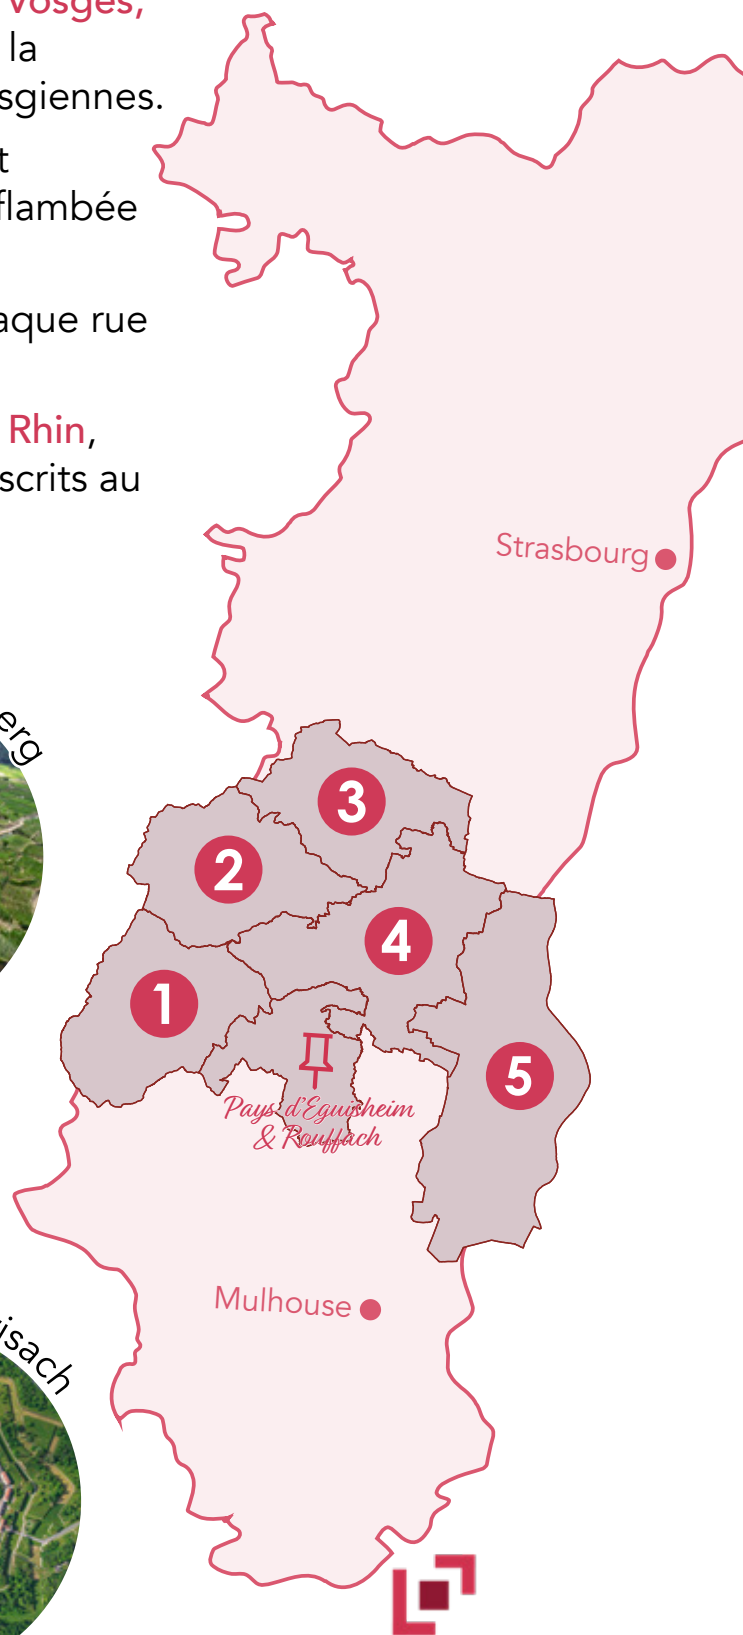 Vosges,
la
sgiennes.
t
flambée
aque rue
Rhin,
scrits au
Strasbourg
erg
3
2
4
1
5
Pays d'Eguisheim
& Rouffach
Mulhouse
isach